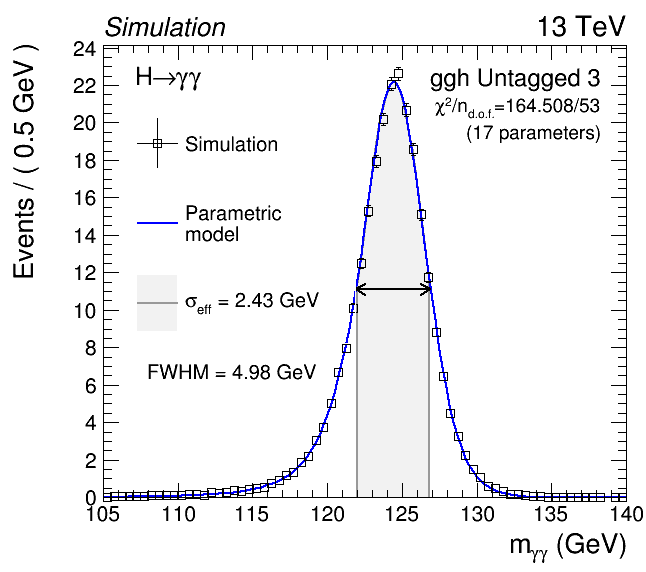 Simulation 13 TeV
H→γγ
ggh Untagged 3
χ²/n_d.o.f.=164.508/53
(17 parameters)
Simulation
Parametric
model
σ_eff = 2.43 GeV
FWHM = 4.98 GeV
Events / ( 0.5 GeV )
24
22
20
18
16
14
12
10
8
6
4
2
0
105 110 115 120 125 130 135 140
m_γγ (GeV)